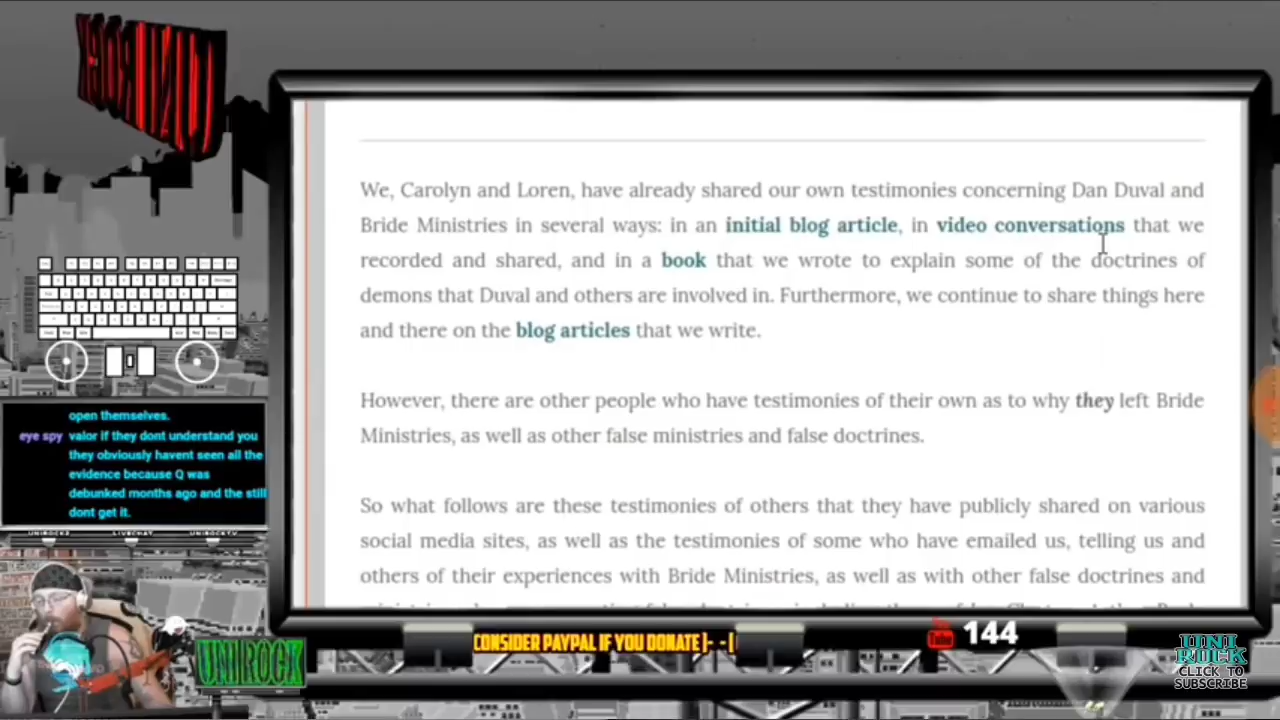 UNIROCK
We, Carolyn and Loren, have already shared our own testimonies concerning Dan Duval and
Bride Ministries in several ways: in an initial blog article, in video conversations that we
recorded and shared, and in a book that we wrote to explain some of the doctrines of
demons that Duval and others are involved in. Furthermore, we continue to share things here
and there on the blog articles that we write.
However, there are other people who have testimonies of their own as to why they left Bride
Ministries, as well as other false ministries and false doctrines.
So what follows are these testimonies of others that they have publicly shared on various
social media sites, as well as the testimonies of some who have emailed us, telling us and
others of their experiences with Bride Ministries, as well as with other false doctrines and
open themselves.
eye spy valor if they dont understand you
they obviously havent seen all the
evidence because Q was
debunked months ago and the still
dont get it.
UNIROCK2 LIVECHAT UNIROCKTV
UNIROCK
CONSIDER PAYPAL IF YOU DONATE ]- -[
You Tube 144
UNI
ROCK
CLICK TO
SUBSCRIBE